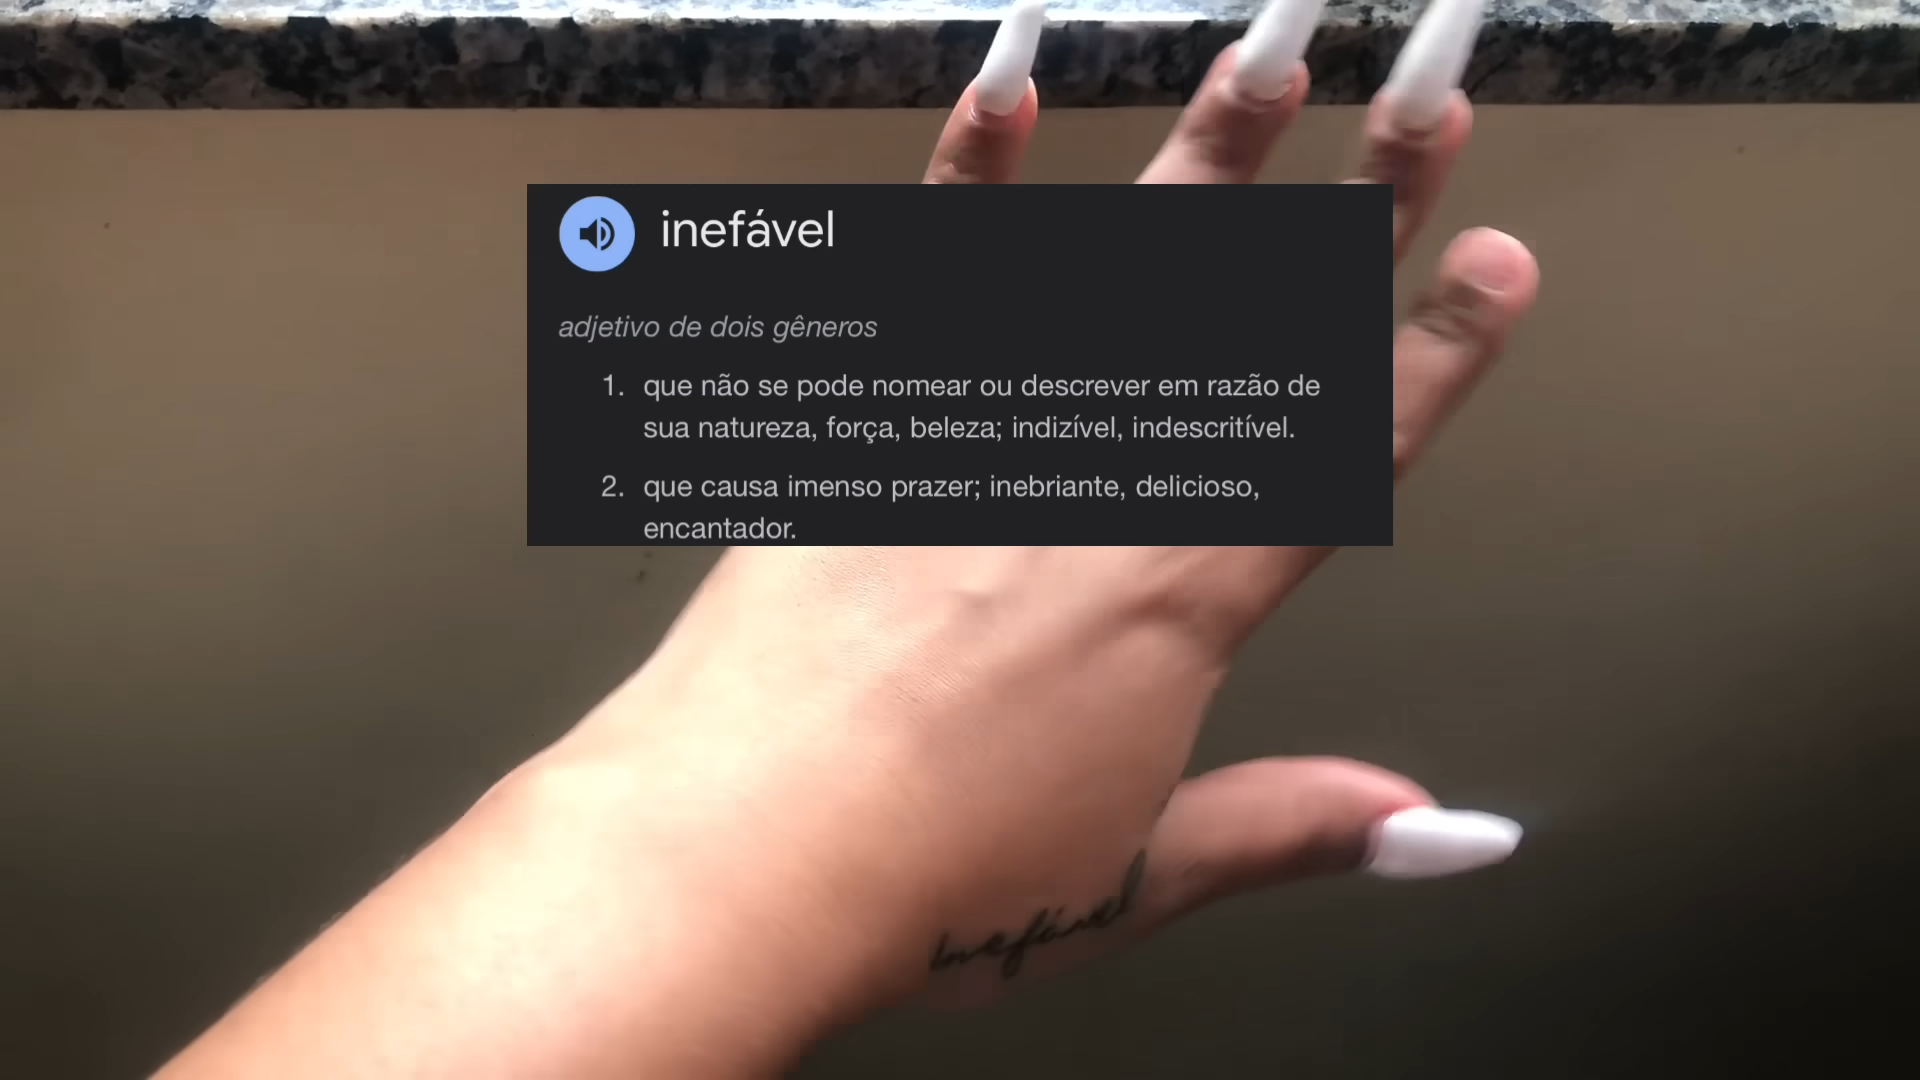 inefável
adjetivo de dois gêneros
1. que não se pode nomear ou descrever em razão de
sua natureza, força, beleza; indizível, indescritível.
2. que causa imenso prazer; inebriante, delicioso,
encantador.
Inefável